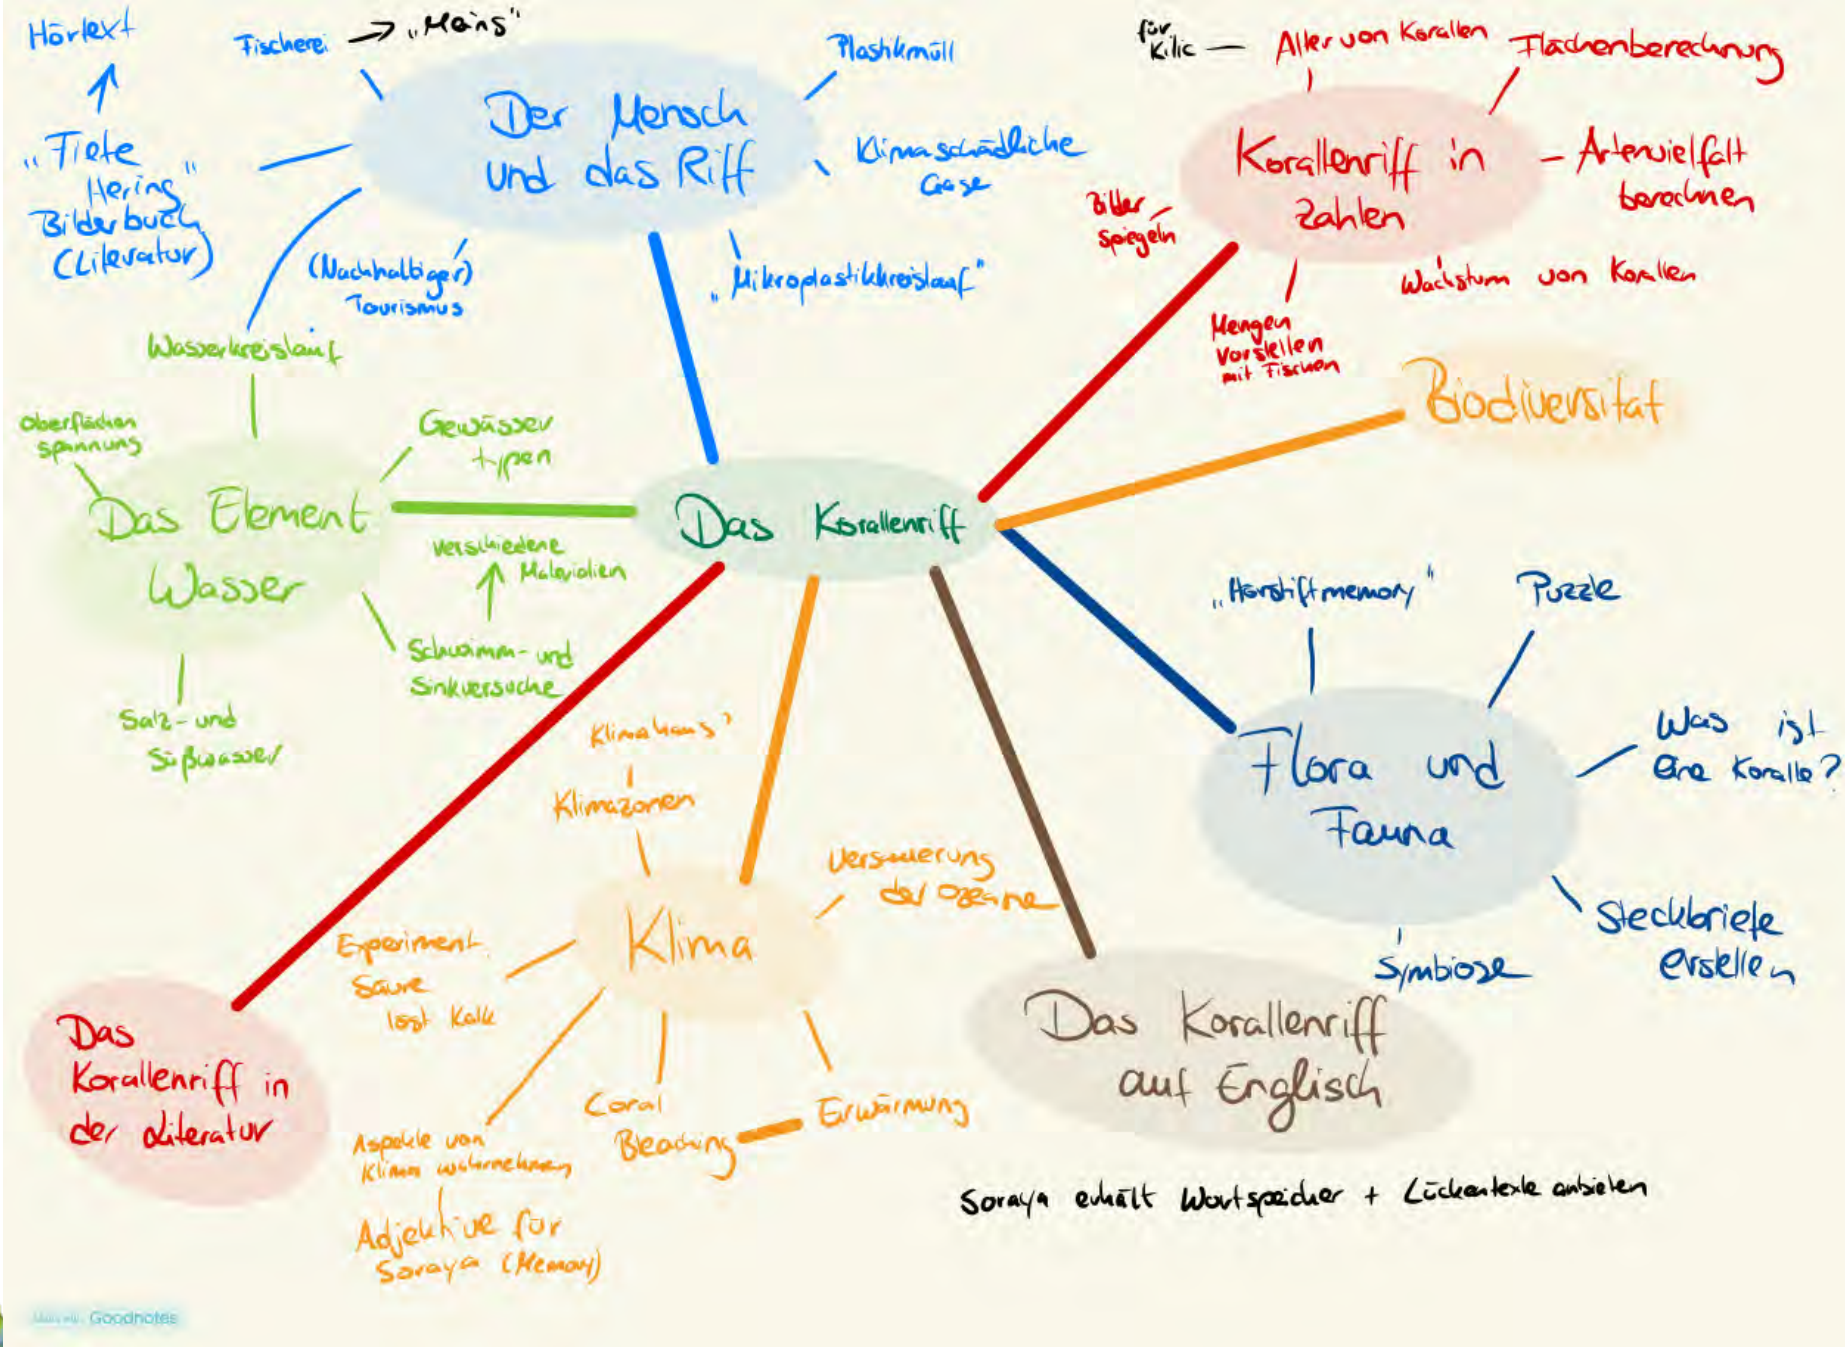 Hörtext
Fischerei → „Meins"
„Tiefe
Hering"
Bilderbuch
(Literatur)
Der Mensch
und das Riff
Plastikmüll
Klimaschädliche
Gase
„Mikroplastikkreislauf"
(Nachhaltiger)
Tourismus
für
Kilic
Alter von Korallen
Flächenberechnung
Korallenriff in
Zahlen
Artenvielfalt
berechnen
Bilder
spiegeln
Wachstum von Korallen
Mengen
vorstellen
mit Fischen
Biodiversität
Wasserkreislauf
Oberflächen
spannung
Gewässer
typen
Das Element
Wasser
verschiedene
Materialien
Schwimm- und
Sinkversuche
Salz- und
Süßwasser
Das Korallenriff
„Hörstiftmemory"
Puzzle
Flora und
Fauna
Was ist
eine Koralle?
Steckbriefe
erstellen
Symbiose
Klimahaus
Klimazonen
Klima
Versauerung
der Ozeane
Experiment
Säure
löst Kalk
Coral
Bleaching
Erwärmung
Aspekte von
Klima wahrnehmen
Adjektive für
Soraya (Memory)
Das
Korallenriff in
der Literatur
Das Korallenriff
auf Englisch
Soraya erhält Wortspeicher + Lückentexte anbieten
Goodnotes